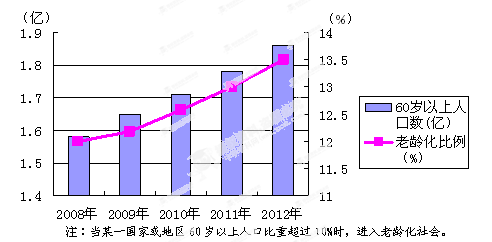 (亿) (%)
1.9 14
1.8 13.5
13
1.7 12.5
1.6 12
1.5 11.5
1.4 11
60岁以上人
口数(亿)
老龄化比例
(%)
2008年 2009年 2010年 2011年 2012年
注：当某一国家或地区60岁以上人口比重超过10%时，进入老龄化社会。